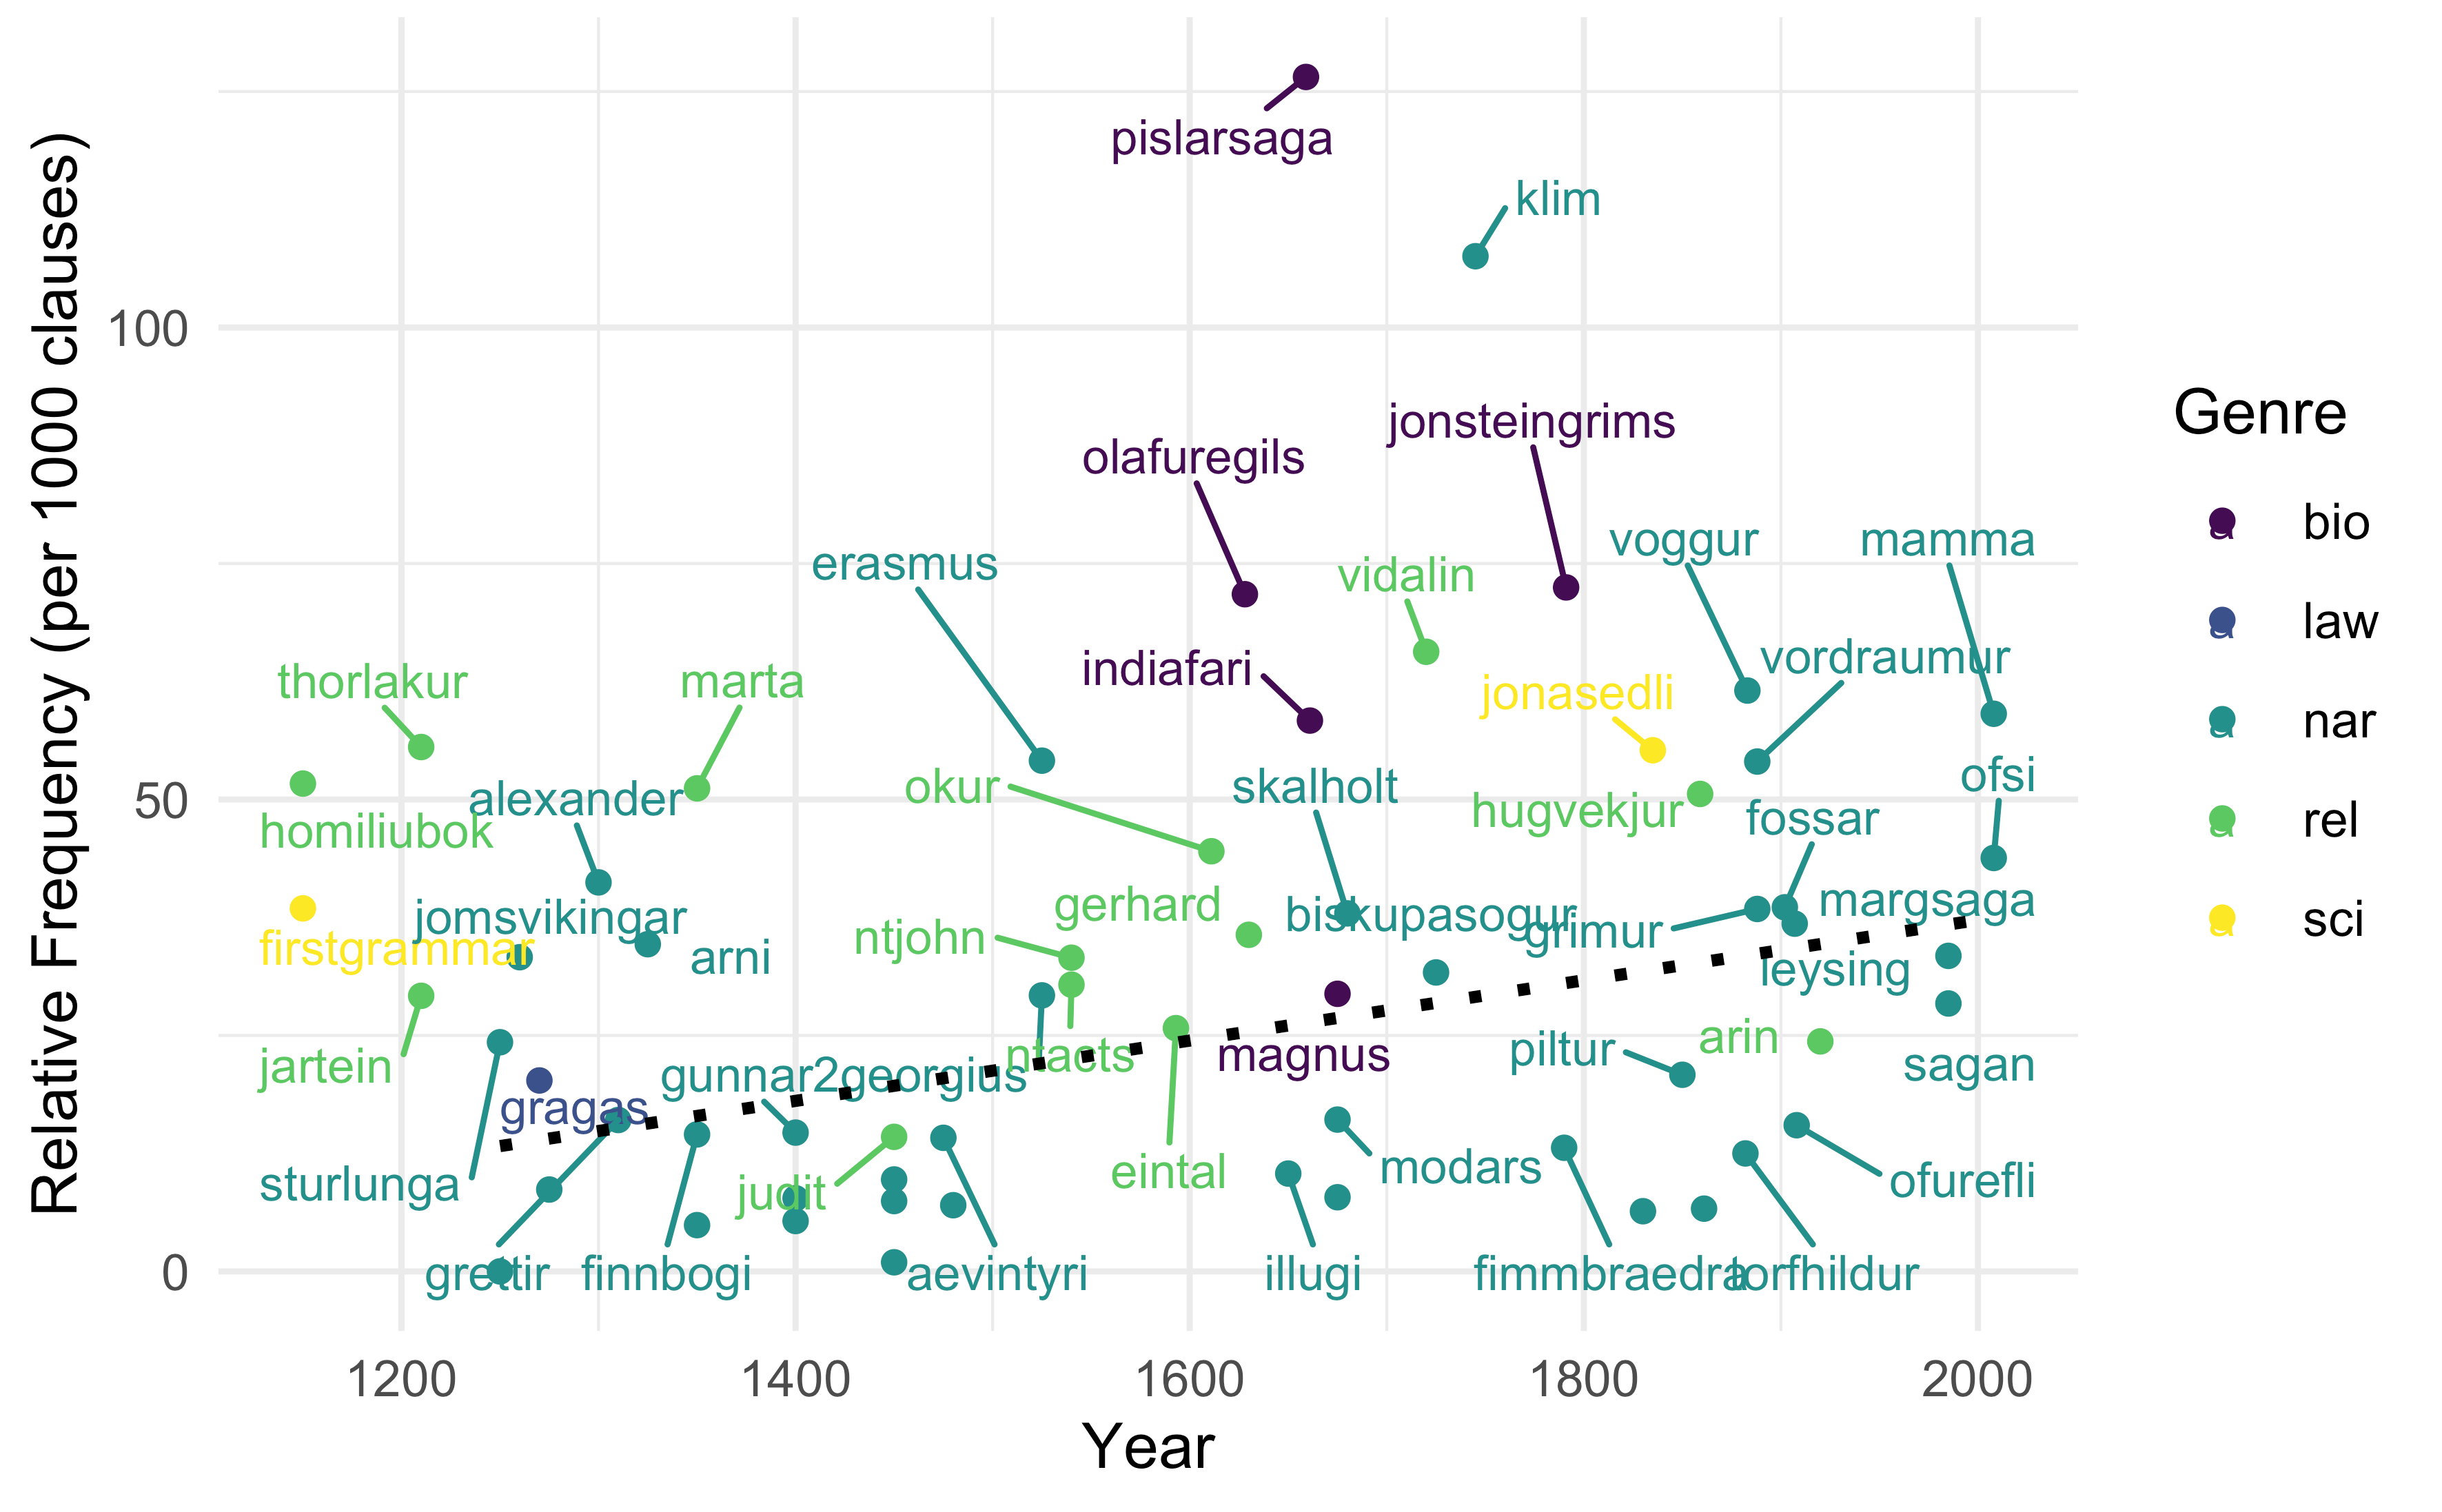 pislarsaga
klim
100
jonsteingrims
olafuregils
Genre
bio
voggur
mamma
erasmus
vidalin
law
indiafari
vordraumur
thorlakur
marta
jonasedli
nar
okur
skalholt
ofsi
50
alexander
hugvekjur
fossar
rel
homiliubok
gerhard
margsaga
jomsvikingar
biskupasogur
sci
ntjohn
grimur
firstgrammar
arni
leysing
arin
piltur
ntacts
magnus
jartein
sagan
gunnar2georgius
gragas
eintal
modars
ofurefli
sturlunga
judit
0
grettir
finnbogi
aevintyri
illugi
fimmbraedra
torfhildur
1200
1400
1600
1800
2000
Year
Relative Frequency (per 1000 clauses)
a
a
a
a
a